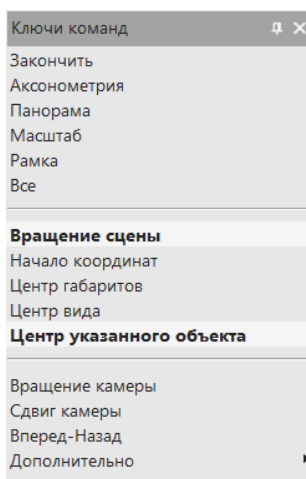 Ключи команд
Закончить
Аксонометрия
Панорама
Масштаб
Рамка
Все
Вращение сцены
Начало координат
Центр габаритов
Центр вида
Центр указанного объекта
Вращение камеры
Сдвиг камеры
Вперед-Назад
Дополнительно